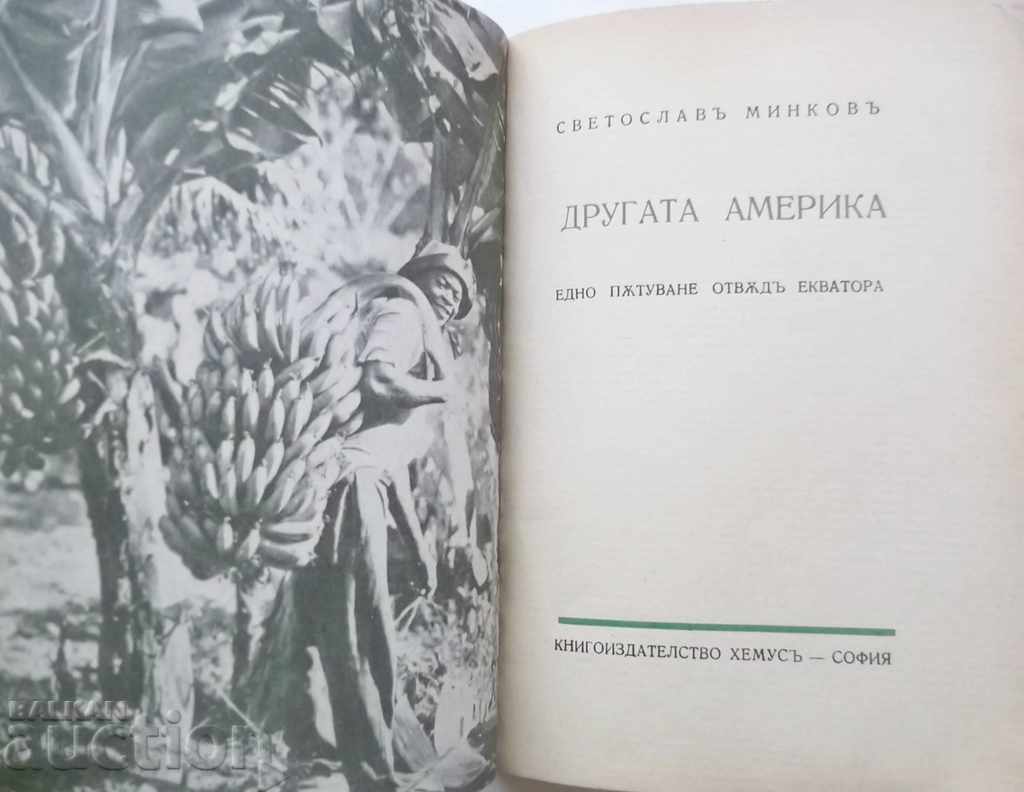 СВЕТОСЛАВЪ МИНКОВЪ
ДРУГАТА АМЕРИКА
ЕДНО ПѪТУВАНЕ ОТВѪДЪ ЕКВАТОРА
КНИГОИЗДАТЕЛСТВО ХЕМУСЪ — СОФИЯ
BALKAN
auction